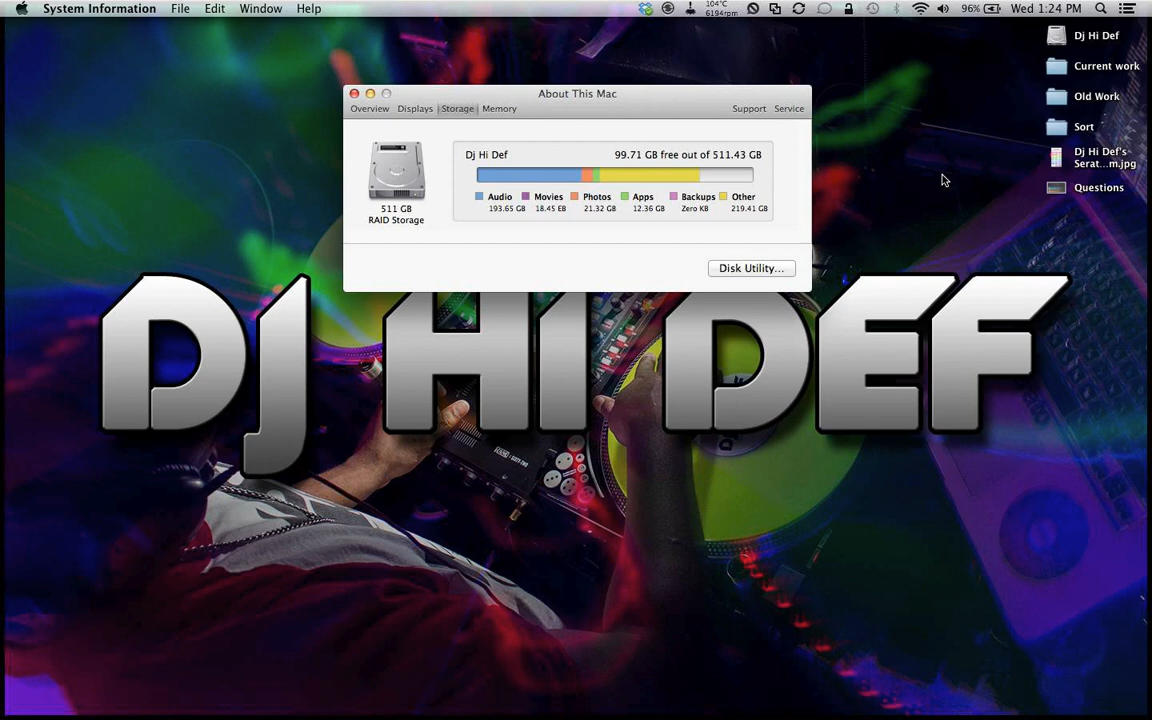 System Information File Edit Window Help
104°C
6194rpm
96%
Wed 1:24 PM
About This Mac
Overview Displays Storage Memory Support Service
Dj Hi Def 99.71 GB free out of 511.43 GB
Audio Movies Photos Apps Backups Other
193.65 GB 18.45 EB 21.32 GB 12.36 GB Zero KB 219.41 GB
511 GB
RAID Storage
Disk Utility...
Dj Hi Def
Current work
Old Work
Sort
Dj Hi Def's
Serat...m.jpg
Questions
DJ HI DEF